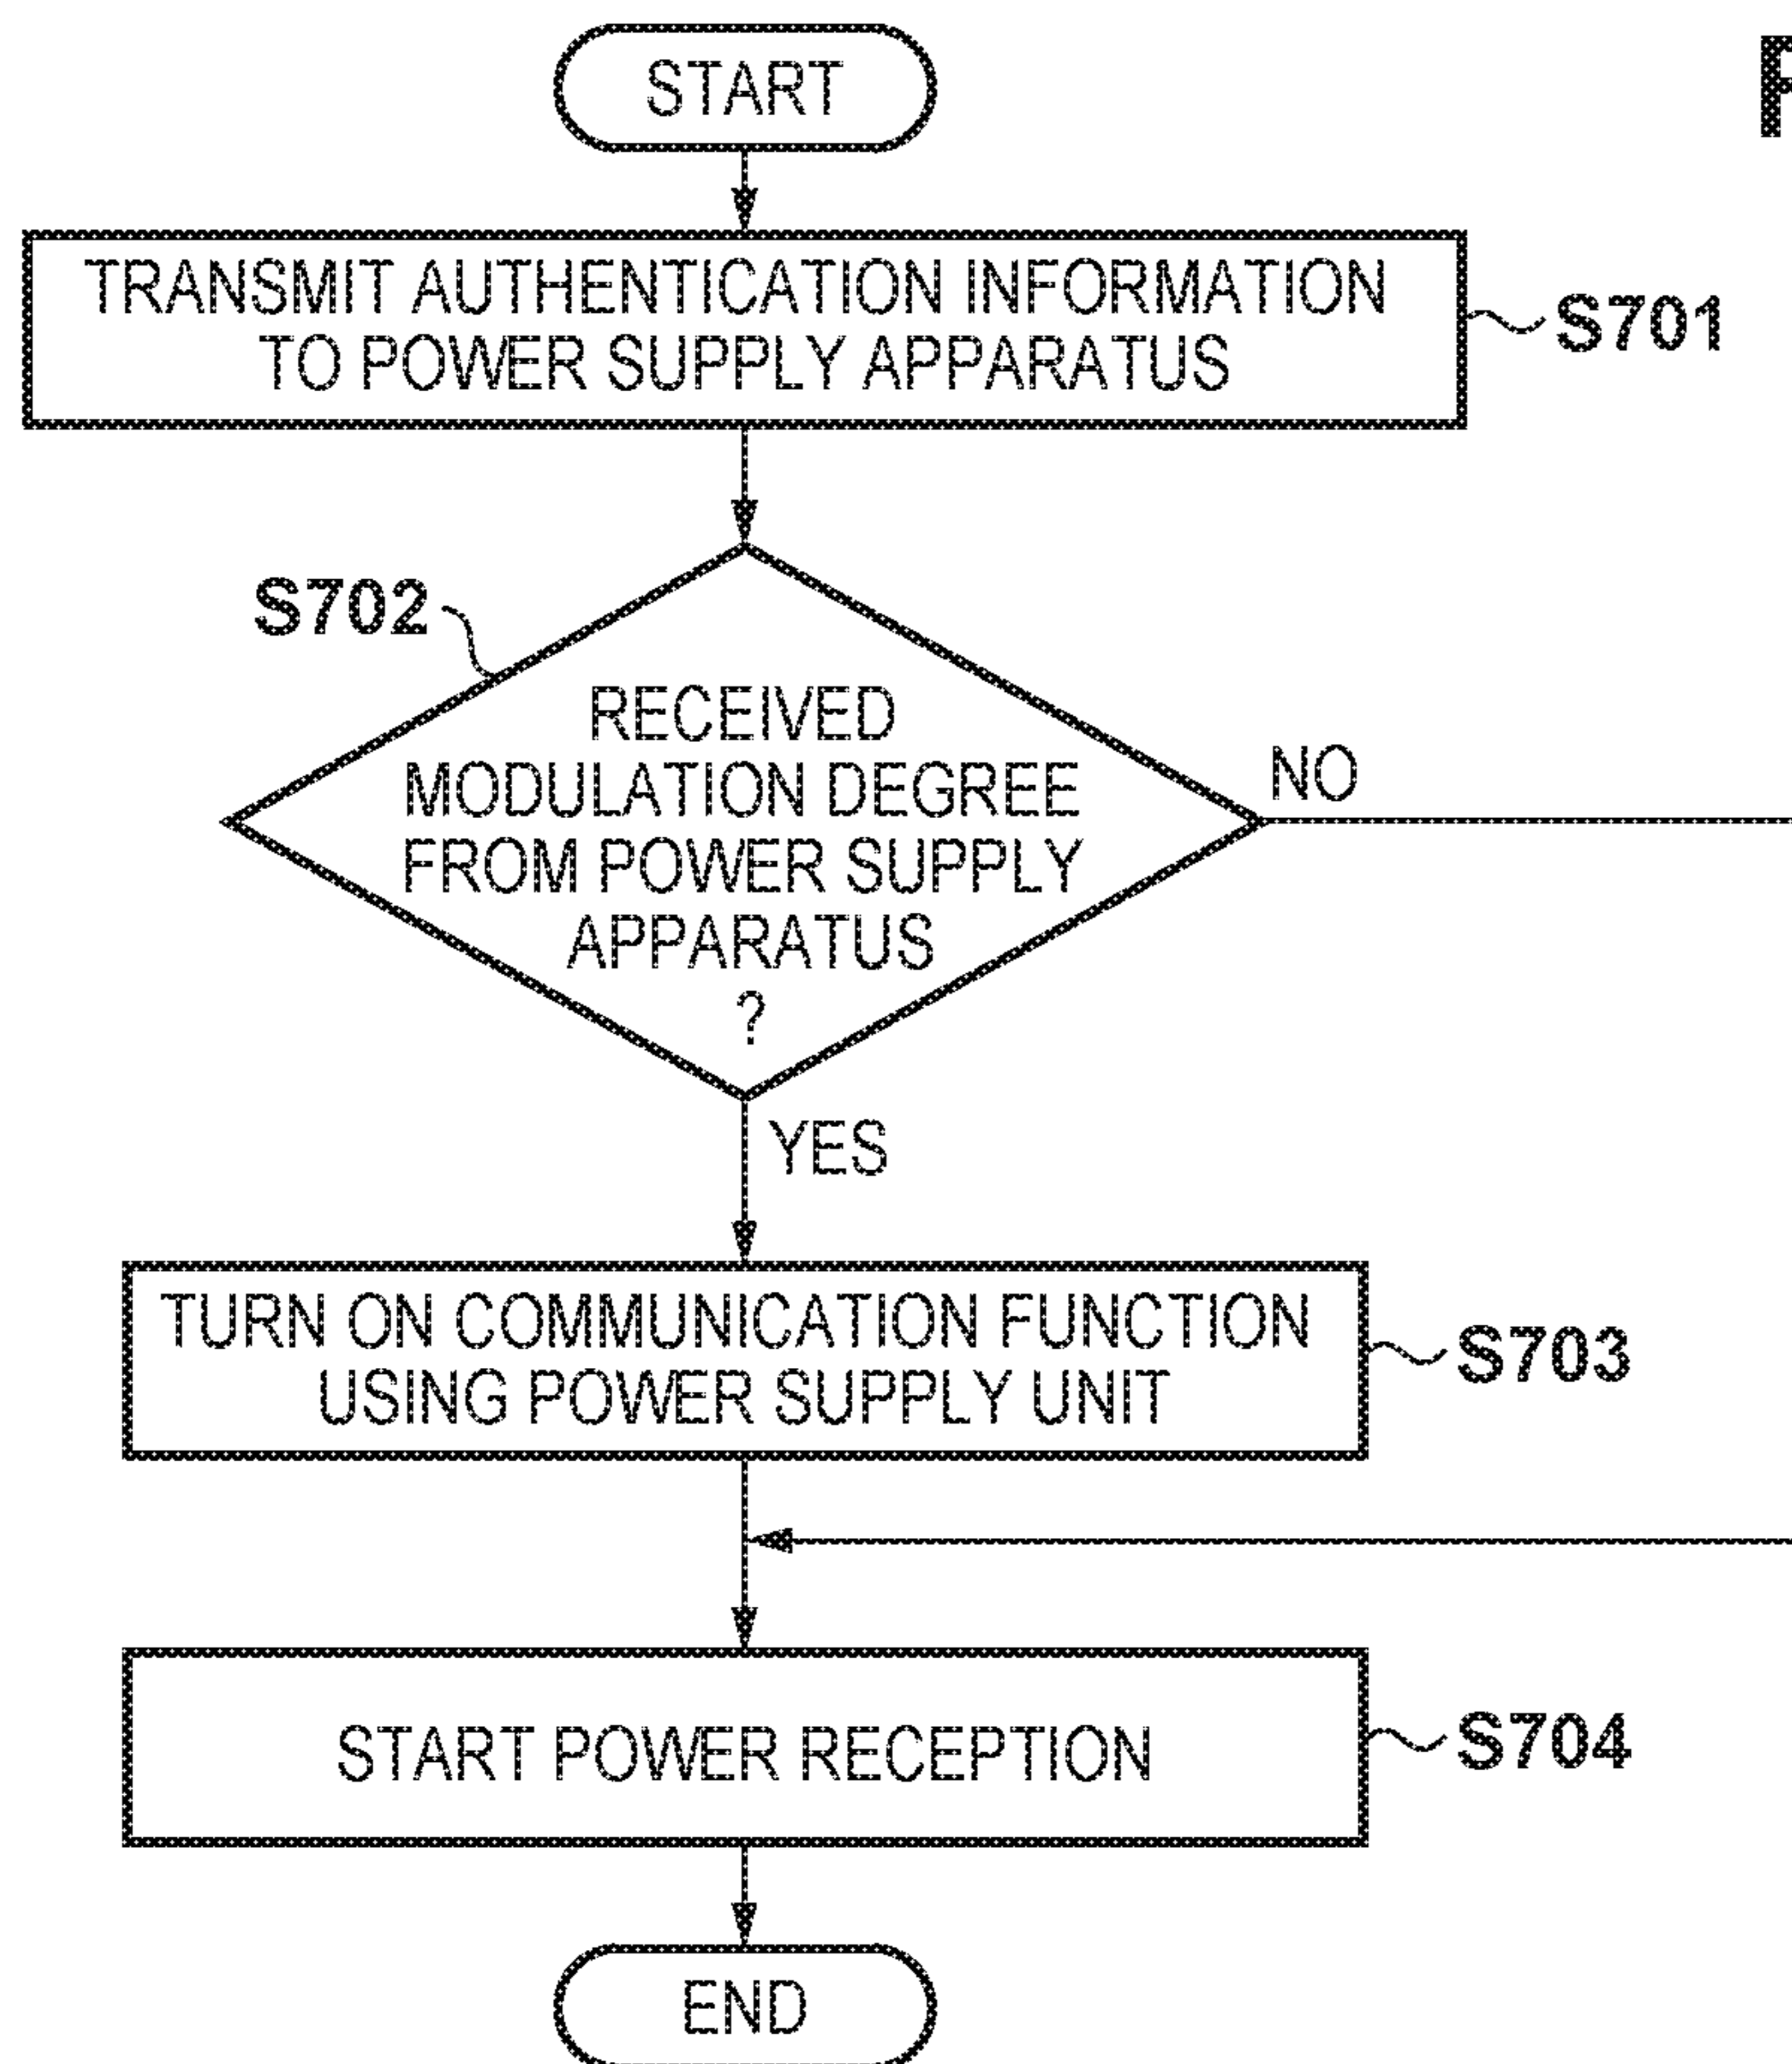 START
TRANSMIT AUTHENTICATION INFORMATION
TO POWER SUPPLY APPARATUS
S701
S702
RECEIVED
MODULATION DEGREE
FROM POWER SUPPLY
APPARATUS
?
NO
YES
TURN ON COMMUNICATION FUNCTION
USING POWER SUPPLY UNIT
S703
START POWER RECEPTION
S704
END